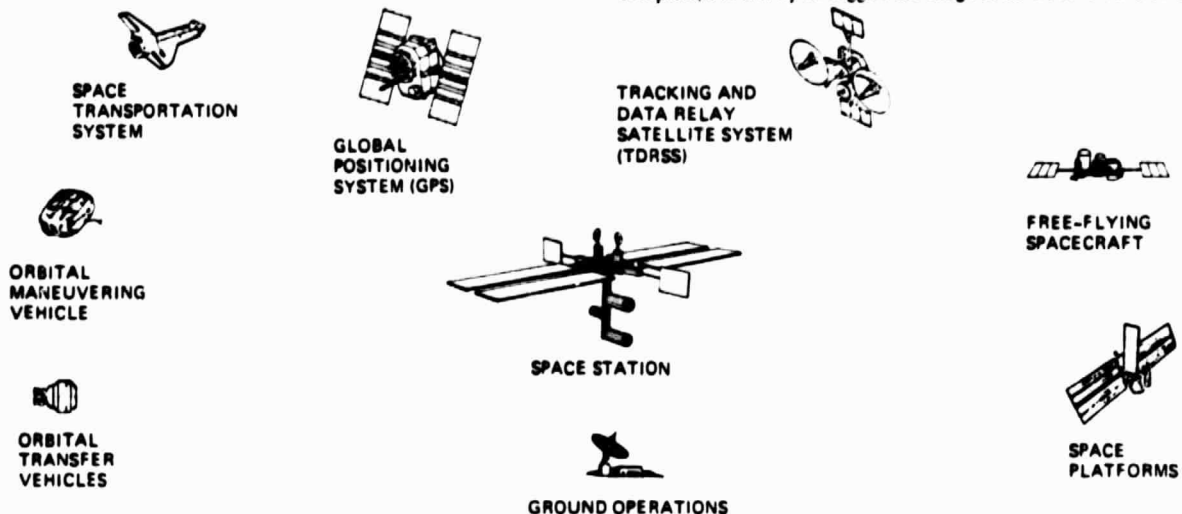 SPACE
TRANSPORTATION
SYSTEM
GLOBAL
POSITIONING
SYSTEM (GPS)
TRACKING AND
DATA RELAY
SATELLITE SYSTEM
(TDRSS)
FREE-FLYING
SPACECRAFT
ORBITAL
MANEUVERING
VEHICLE
SPACE STATION
ORBITAL
TRANSFER
VEHICLES
SPACE
PLATFORMS
GROUND OPERATIONS